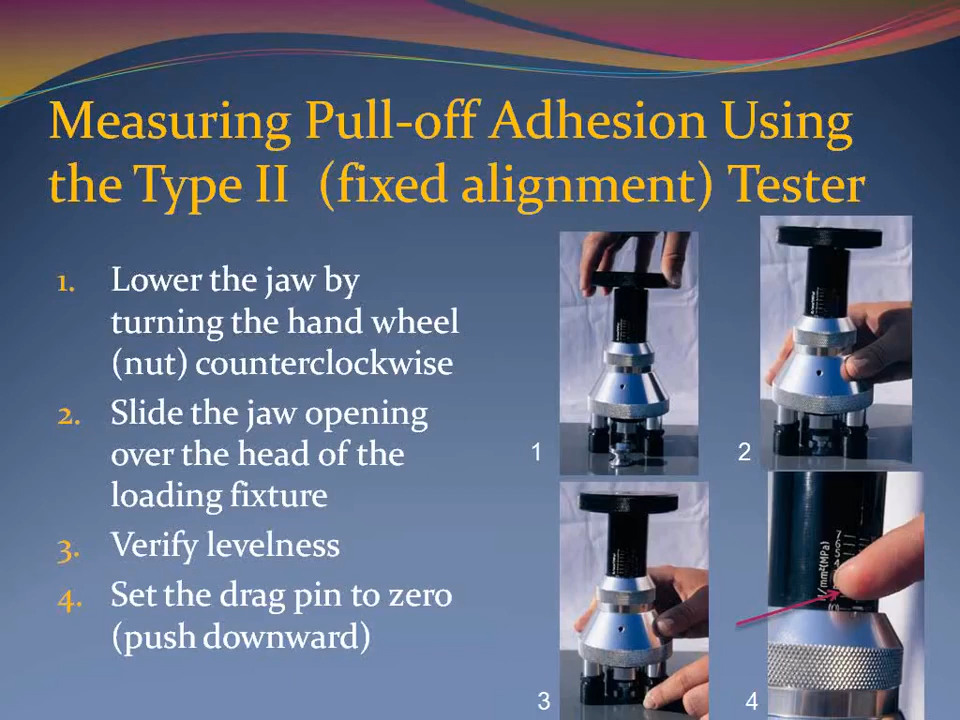 Measuring Pull-off Adhesion Using
the Type II (fixed alignment) Tester
1. Lower the jaw by
turning the hand wheel
(nut) counterclockwise
2. Slide the jaw opening
over the head of the
loading fixture
3. Verify levelness
4. Set the drag pin to zero
(push downward)
1
2
3
4
/mm²(MPa)